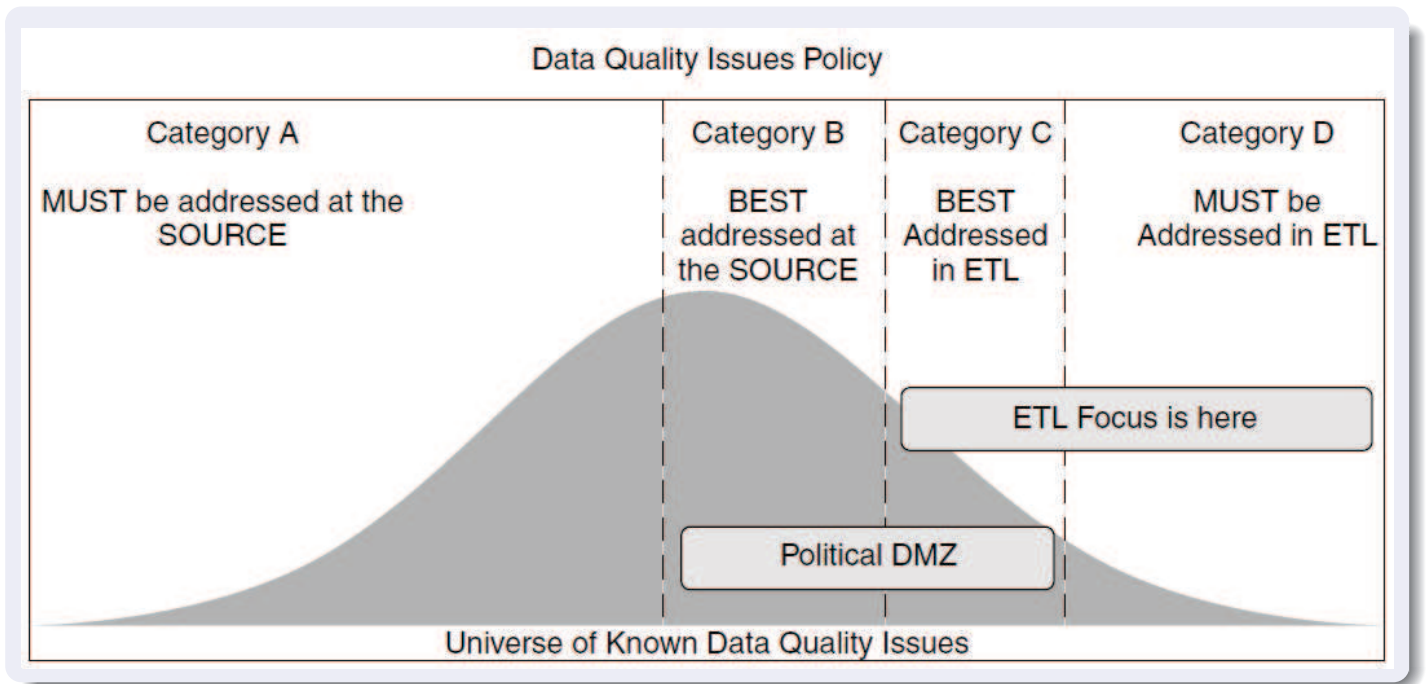 Data Quality Issues Policy
Category A
MUST be addressed at the
SOURCE
Category B
BEST
addressed at
the SOURCE
Category C
BEST
Addressed
in ETL
Category D
MUST be
Addressed in ETL
ETL Focus is here
Political DMZ
Universe of Known Data Quality Issues